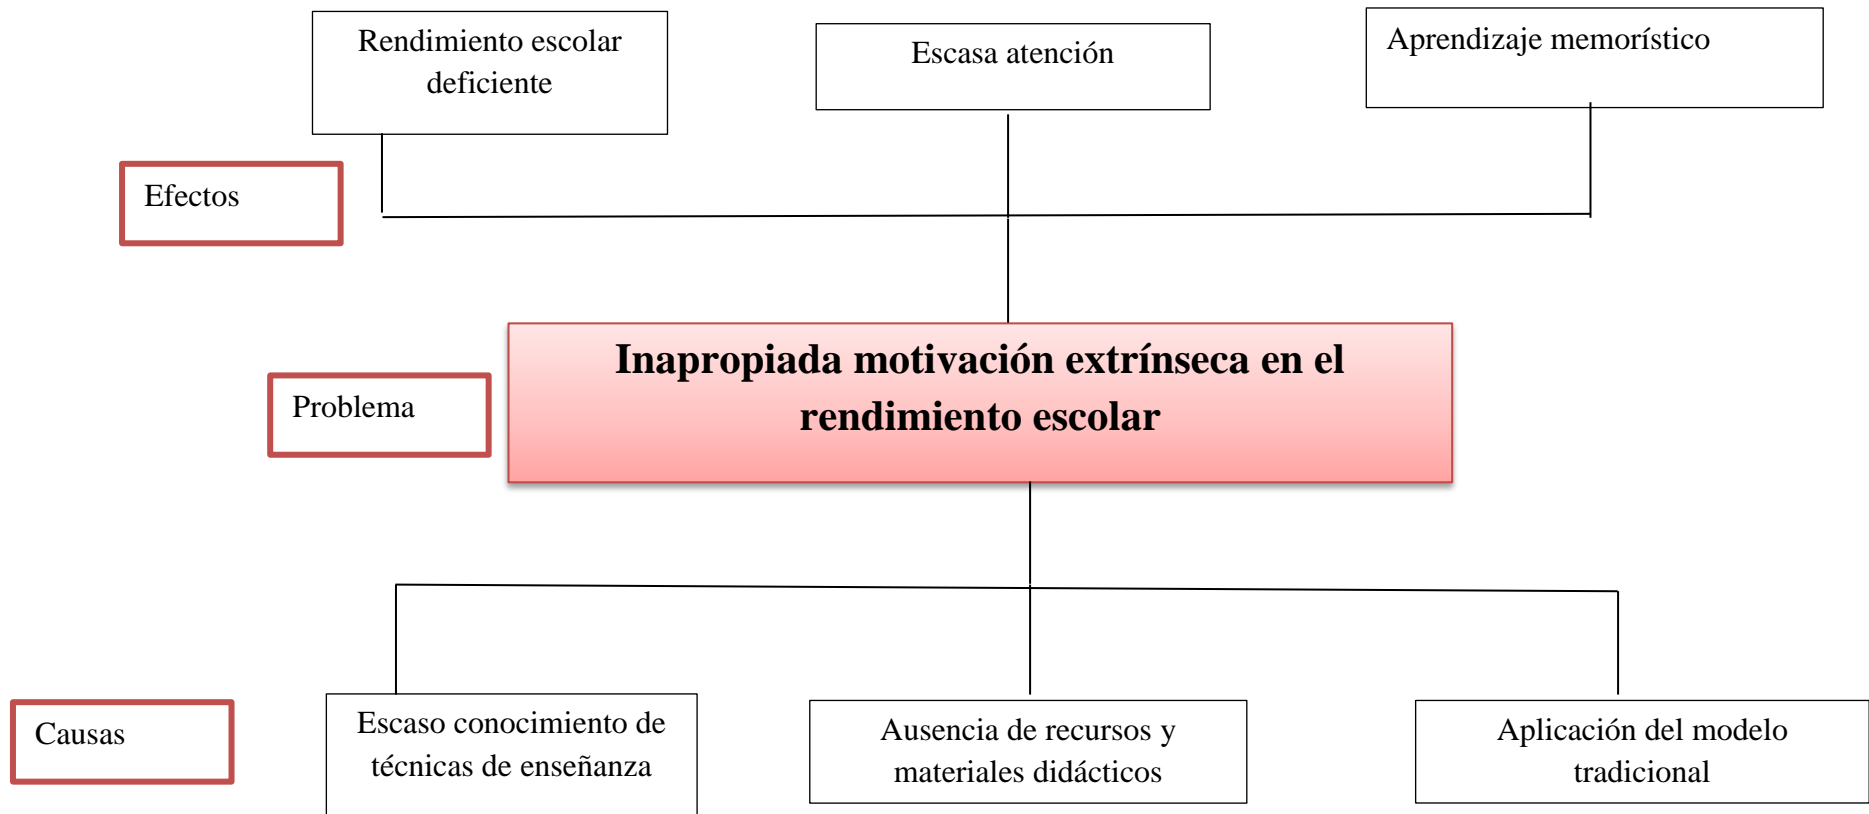 Rendimiento escolar
deficiente
Escasa atención
Aprendizaje memorístico
Efectos
Inapropiada motivación extrínseca en el
rendimiento escolar
Problema
Causas
Escaso conocimiento de
técnicas de enseñanza
Ausencia de recursos y
materiales didácticos
Aplicación del modelo
tradicional